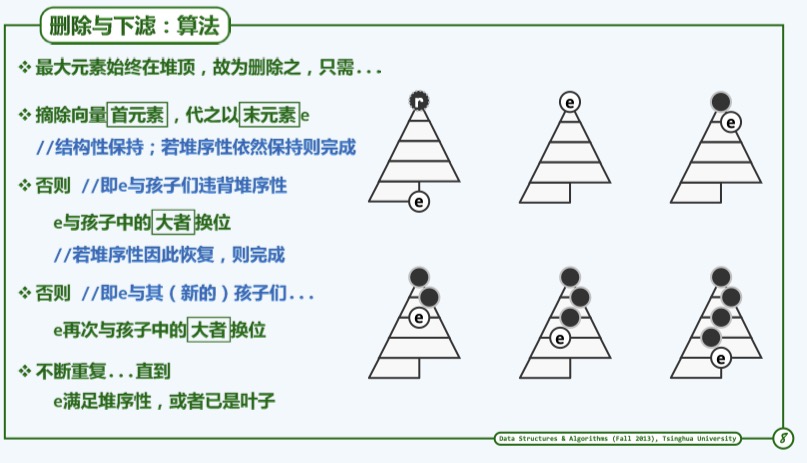 删除与下滤：算法
❖ 最大元素始终在堆顶，故为删除之，只需...
❖ 摘除向量首元素，代之以末元素e
//结构性保持；若堆序性依然保持则完成
❖ 否则 //即e与孩子们违背堆序性
e与孩子中的大者换位
//若堆序性因此恢复，则完成
❖ 否则 //即e与其（新的）孩子们...
e再次与孩子中的大者换位
❖ 不断重复...直到
e满足堆序性，或者已是叶子
r
e
e
e
e
e
e
Data Structures & Algorithms (Fall 2013), Tsinghua University
8